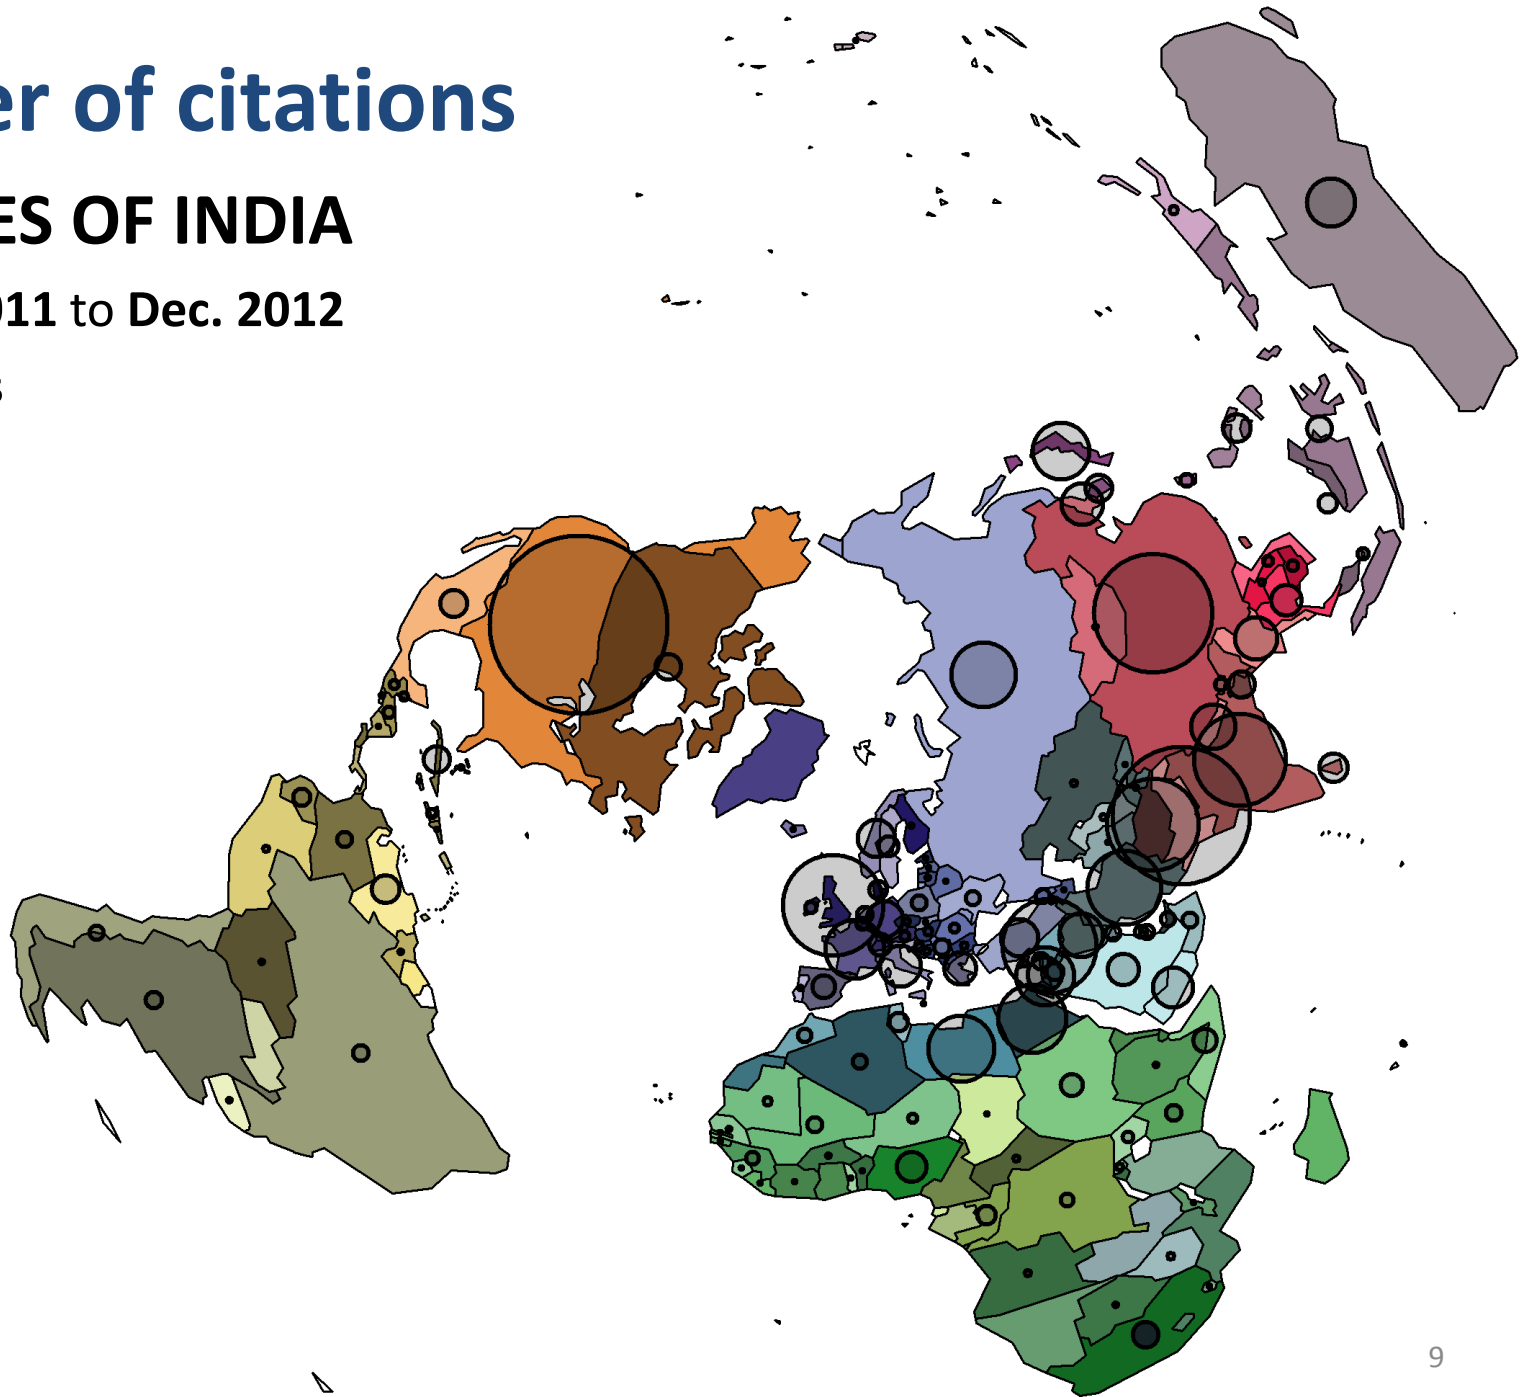 er of citations
ES OF INDIA
011 to Dec. 2012
9